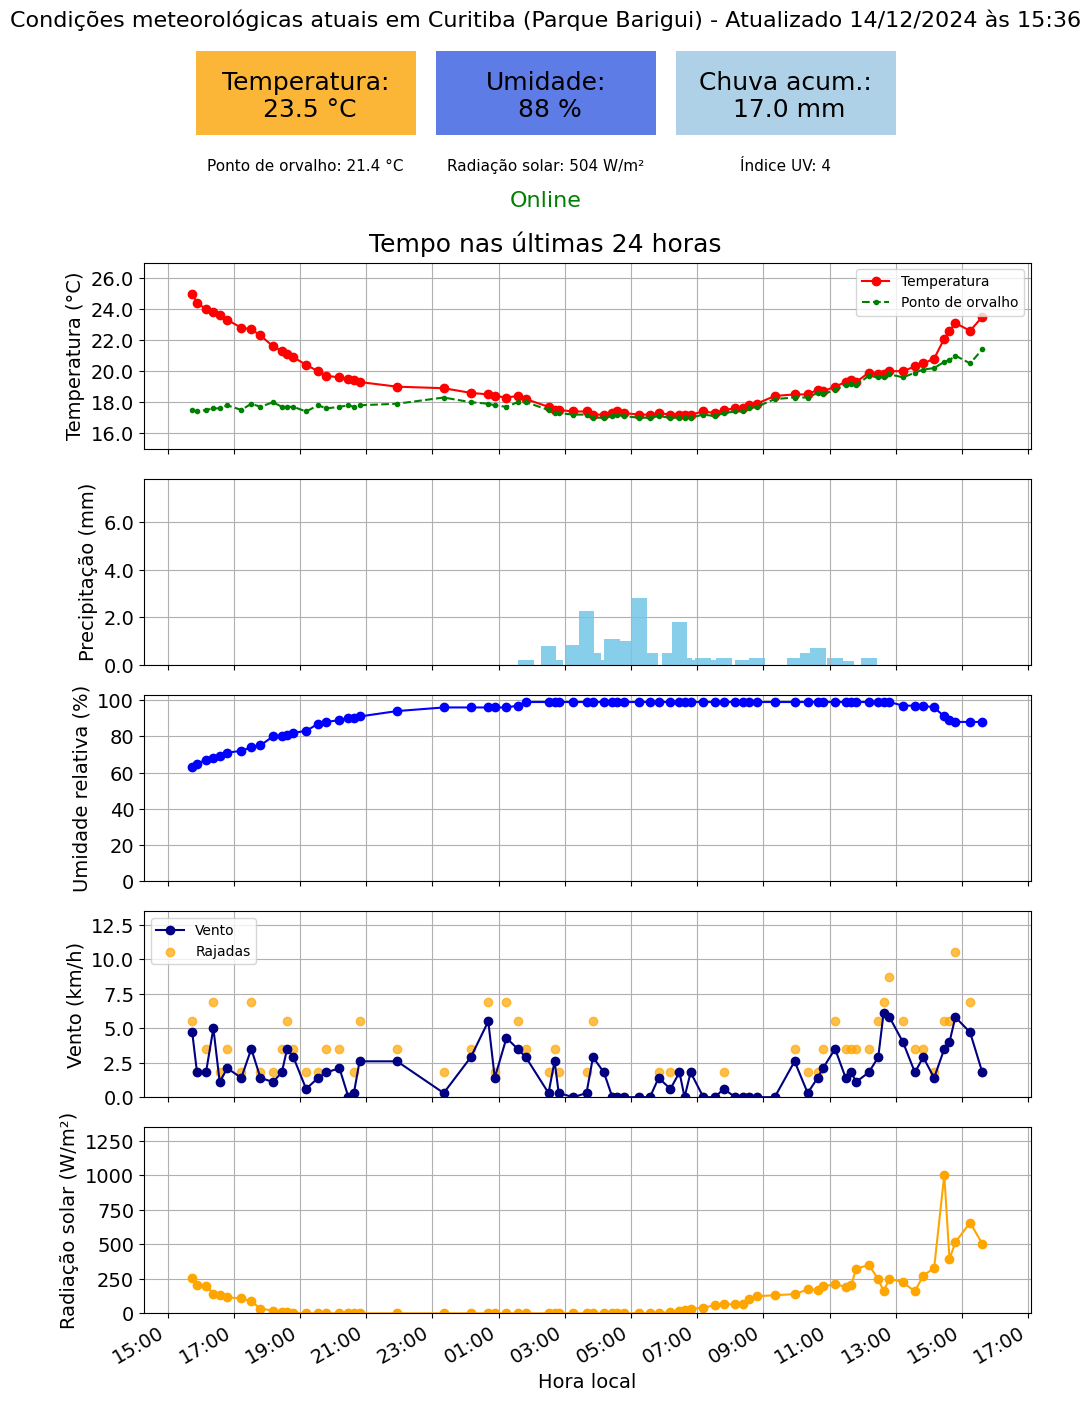 Condições meteorológicas atuais em Curitiba (Parque Barigui) - Atualizado 14/12/2024 às 15:36
Temperatura:
23.5 °C
Umidade:
88 %
Chuva acum.:
17.0 mm
Ponto de orvalho: 21.4 °C
Radiação solar: 504 W/m²
Índice UV: 4
Online
Tempo nas últimas 24 horas
Temperatura (°C)
26.0
24.0
22.0
20.0
18.0
16.0
Temperatura
Ponto de orvalho
Precipitação (mm)
6.0
4.0
2.0
0.0
Umidade relativa (%)
100
80
60
40
20
0
Vento (km/h)
12.5
10.0
7.5
5.0
2.5
0.0
Vento
Rajadas
Radiação solar (W/m²)
1250
1000
750
500
250
0
15:00
17:00
19:00
21:00
23:00
01:00
03:00
05:00
07:00
09:00
11:00
13:00
15:00
17:00
Hora local